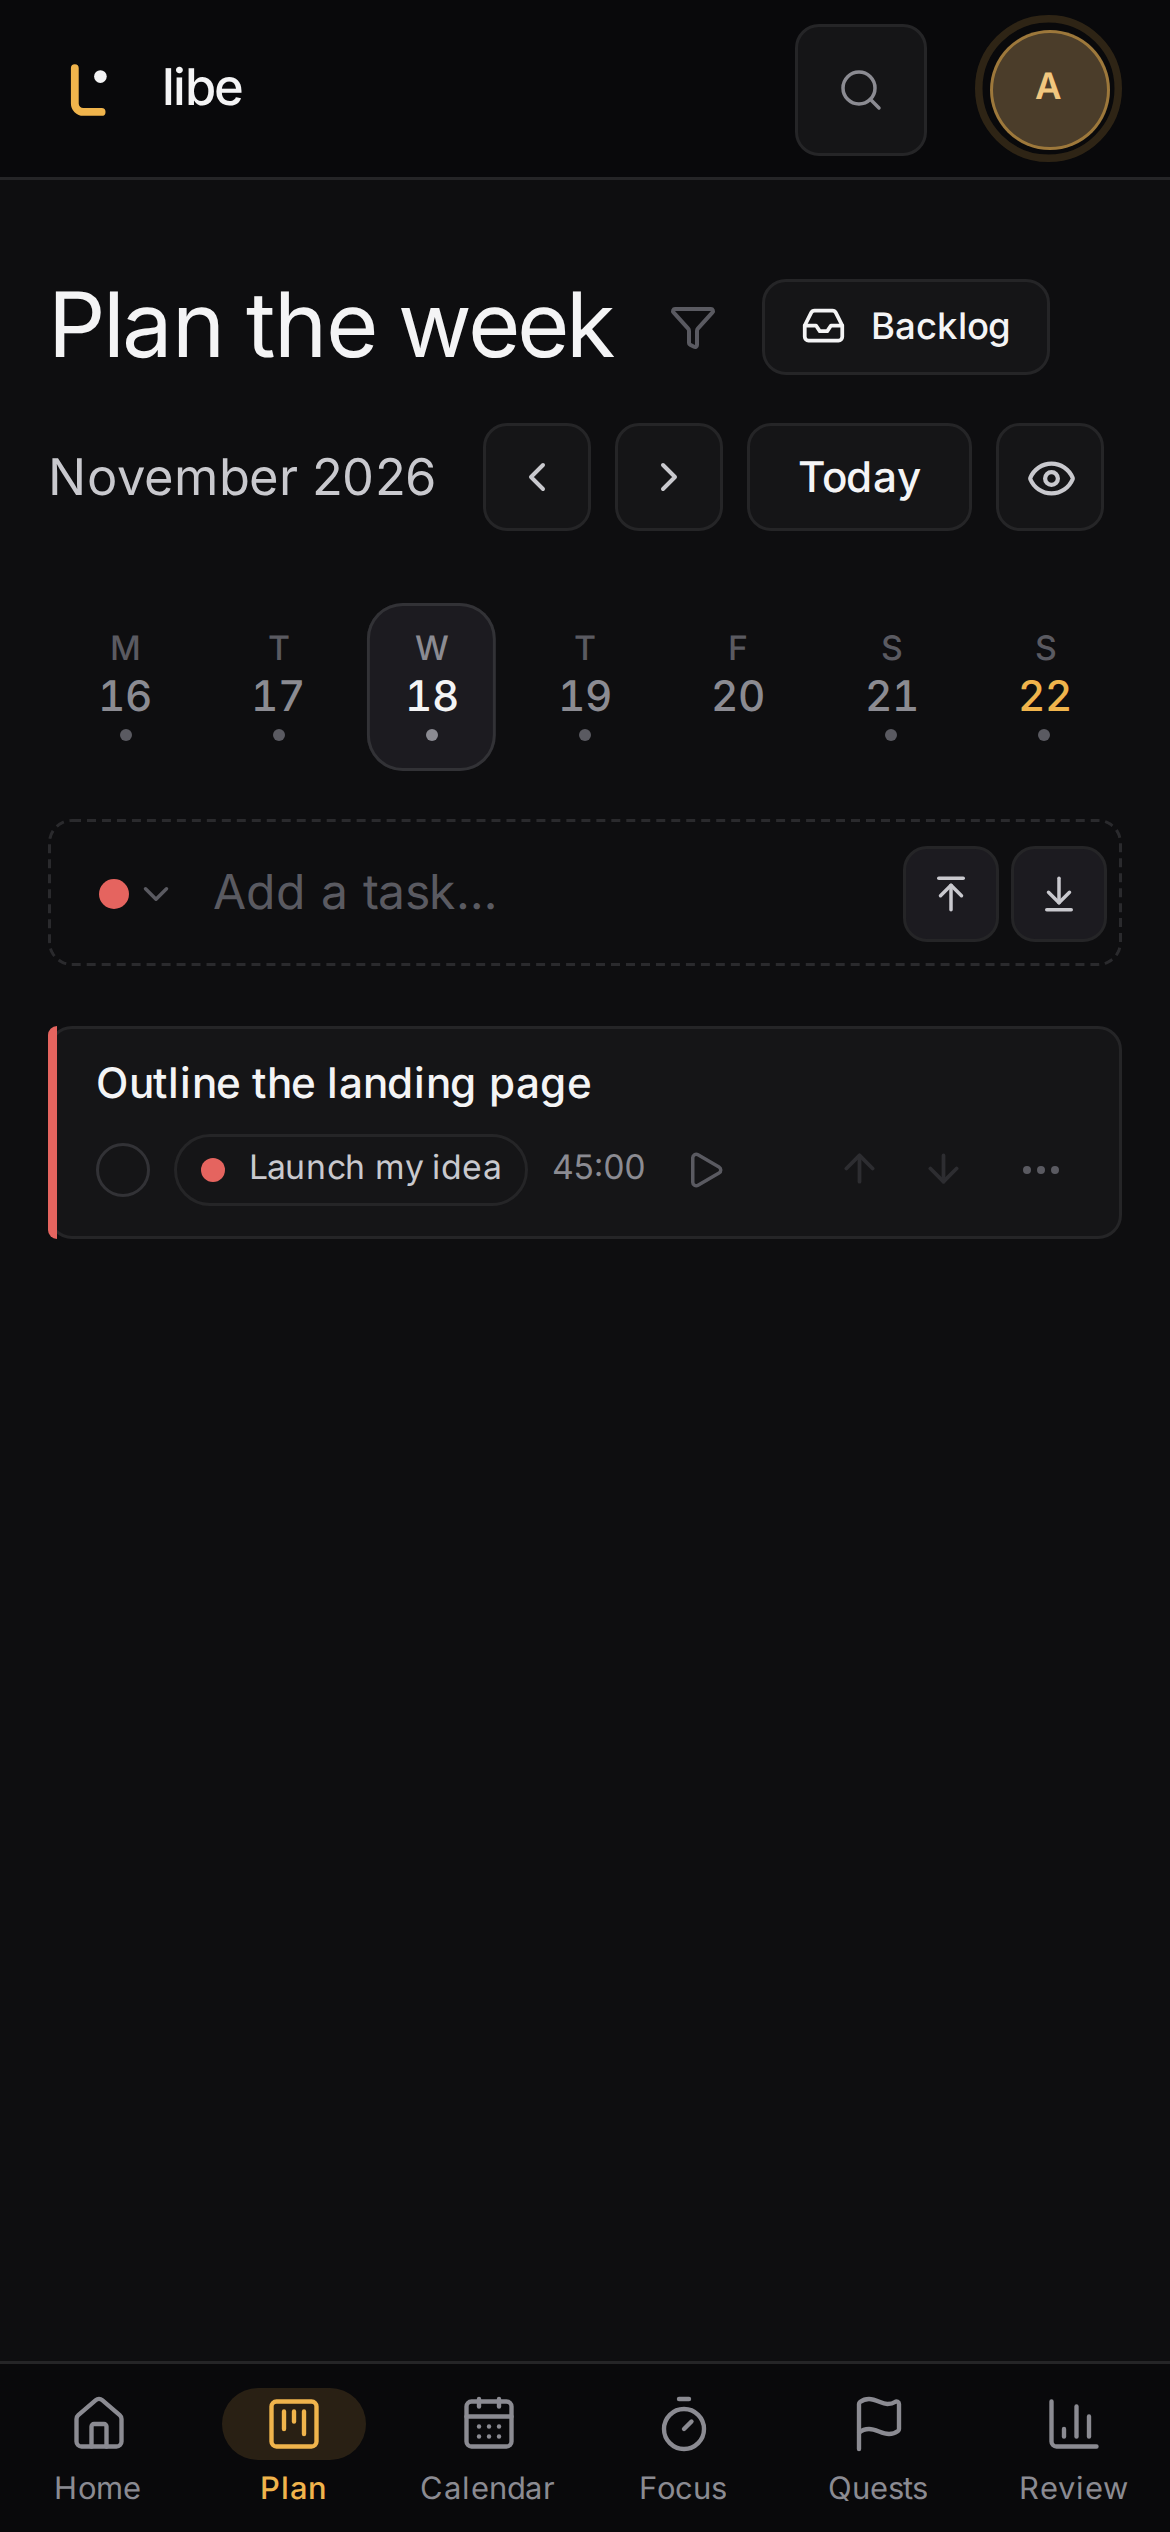 libe
A
Plan the week
Backlog
November 2026
Today
M T W T F S S
16 17 18 19 20 21 22
Add a task...
Outline the landing page
Launch my idea 45:00
Home Plan Calendar Focus Quests Review